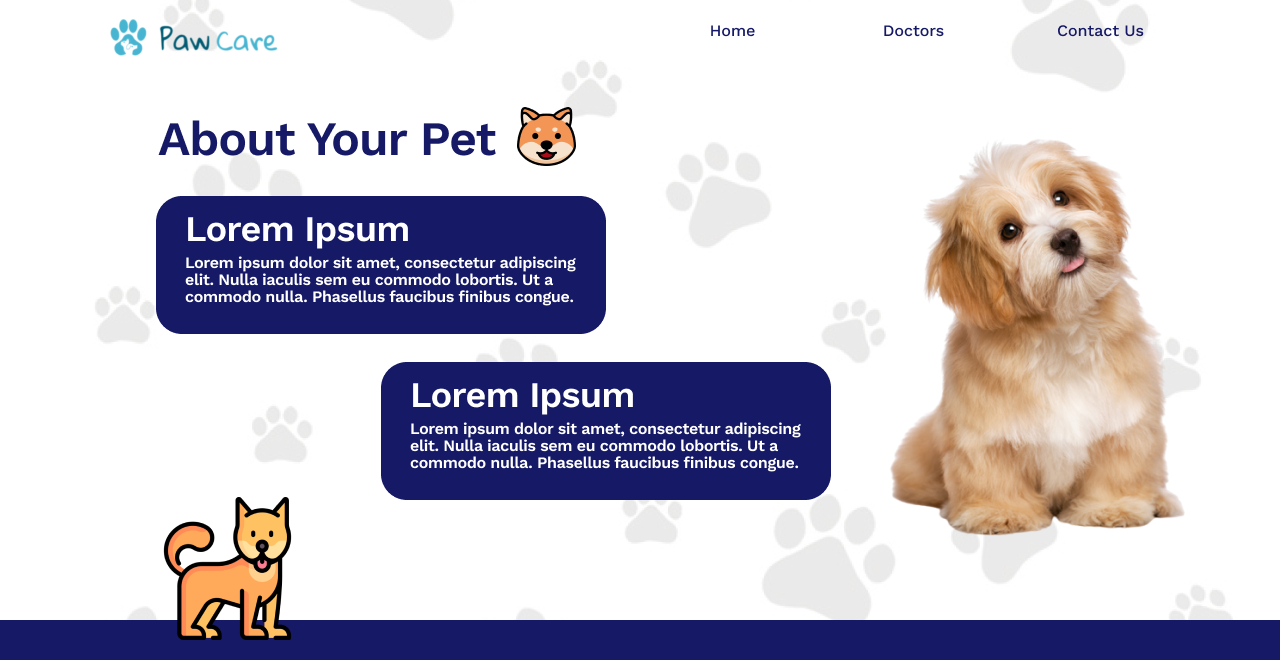 Paw Care
Home
Doctors
Contact Us
About Your Pet
Lorem Ipsum
Lorem ipsum dolor sit amet, consectetur adipiscing
elit. Nulla iaculis sem eu commodo lobortis. Ut a
commodo nulla. Phasellus faucibus finibus congue.
Lorem Ipsum
Lorem ipsum dolor sit amet, consectetur adipiscing
elit. Nulla iaculis sem eu commodo lobortis. Ut a
commodo nulla. Phasellus faucibus finibus congue.